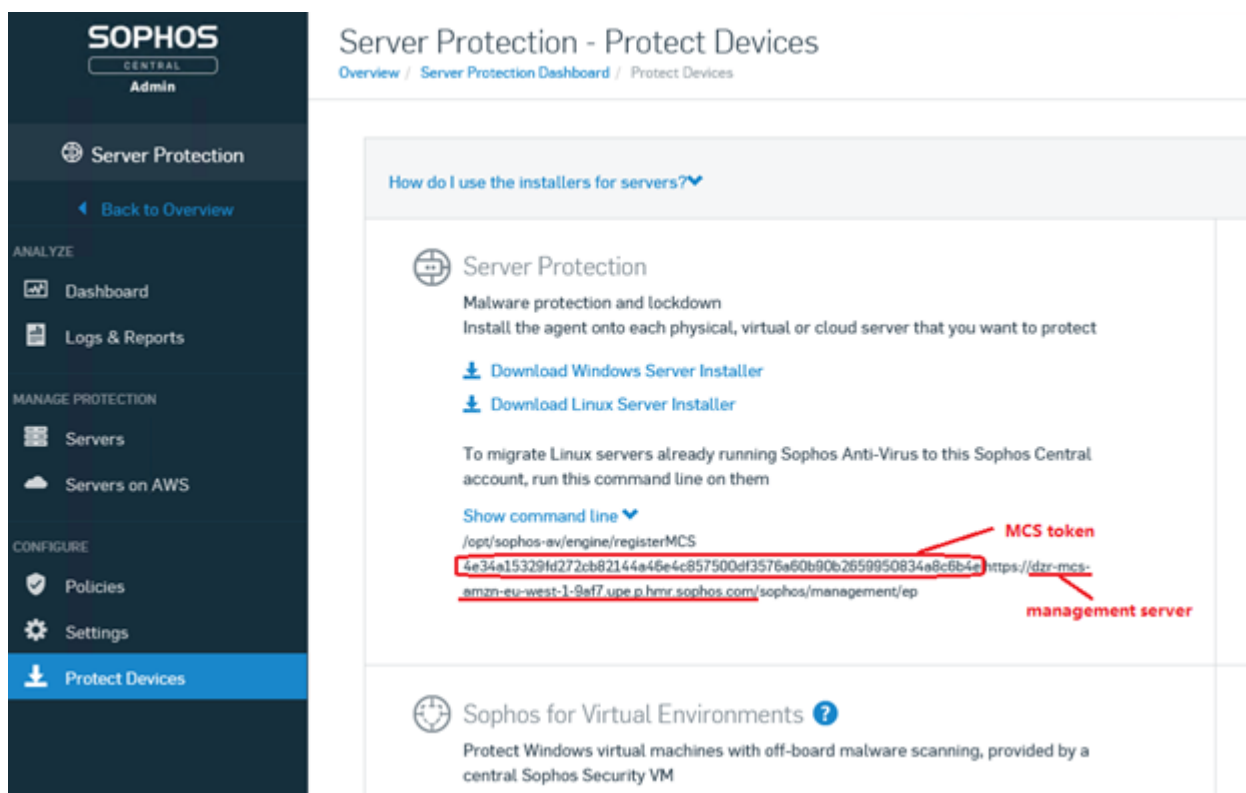 SOPHOS
CENTRAL
Admin
Server Protection
Back to Overview
ANALYZE
Dashboard
Logs & Reports
MANAGE PROTECTION
Servers
Servers on AWS
CONFIGURE
Policies
Settings
Protect Devices
Server Protection - Protect Devices
Overview / Server Protection Dashboard / Protect Devices
How do I use the installers for servers?
Server Protection
Malware protection and lockdown
Install the agent onto each physical, virtual or cloud server that you want to protect
Download Windows Server Installer
Download Linux Server Installer
To migrate Linux servers already running Sophos Anti-Virus to this Sophos Central
account, run this command line on them
Show command line
MCS token
/opt/sophos-av/engine/registerMCS
4e34a15329fd272cb82144a46e4c857500df3576a60b90b2659950834a8c6b4e https://dzr-mcs-
amzn-eu-west-1-9af7.upe.p.hmr.sophos.com/sophos/management/ep
management server
Sophos for Virtual Environments ?
Protect Windows virtual machines with off-board malware scanning, provided by a
central Sophos Security VM